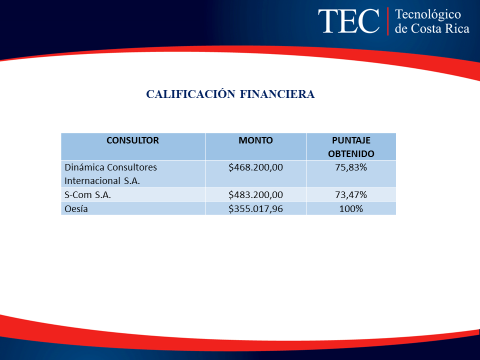 TEC Tecnológico
de Costa Rica
CALIFICACIÓN FINANCIERA
CONSULTOR MONTO PUNTAJE
OBTENIDO
Dinámica Consultores $468.200,00 75,83%
Internacional S.A.
S-Com S.A. $483.200,00 73,47%
Oesía $355.017,96 100%